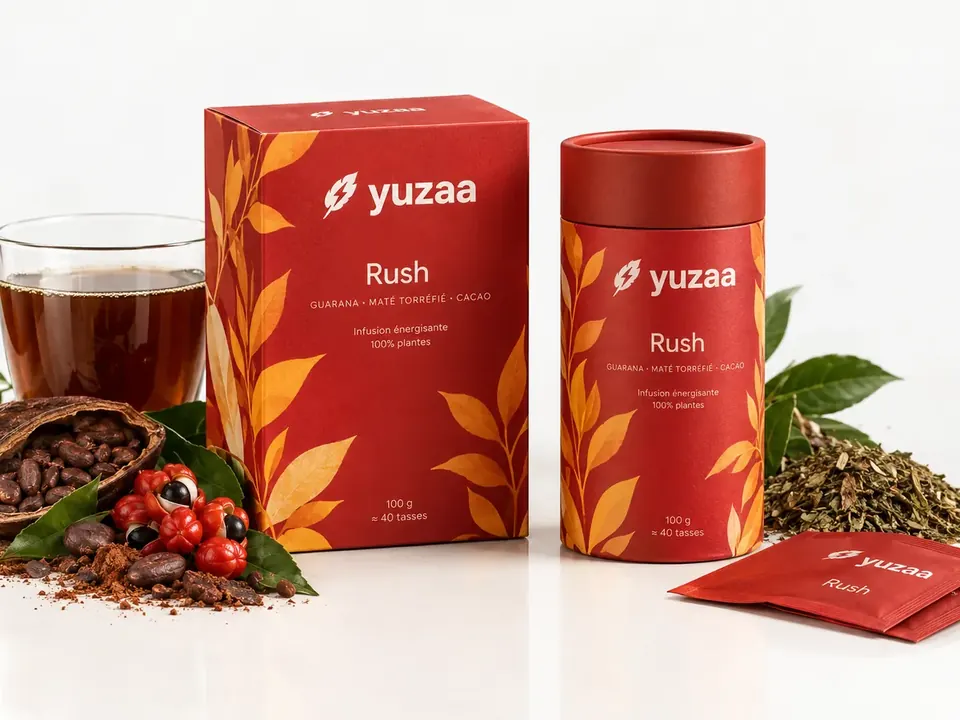 yuzaa
yuzaa
Rush
GUARANA · MATÉ TORRÉFIÉ · CACAO
Infusion énergisante
100% plantes
100 g
≈ 40 tasses
yuzaa
Rush
GUARANA · MATÉ TORRÉFIÉ · CACAO
Infusion énergisante
100% plantes
100 g
≈ 40 tasses
yuzaa
Rush